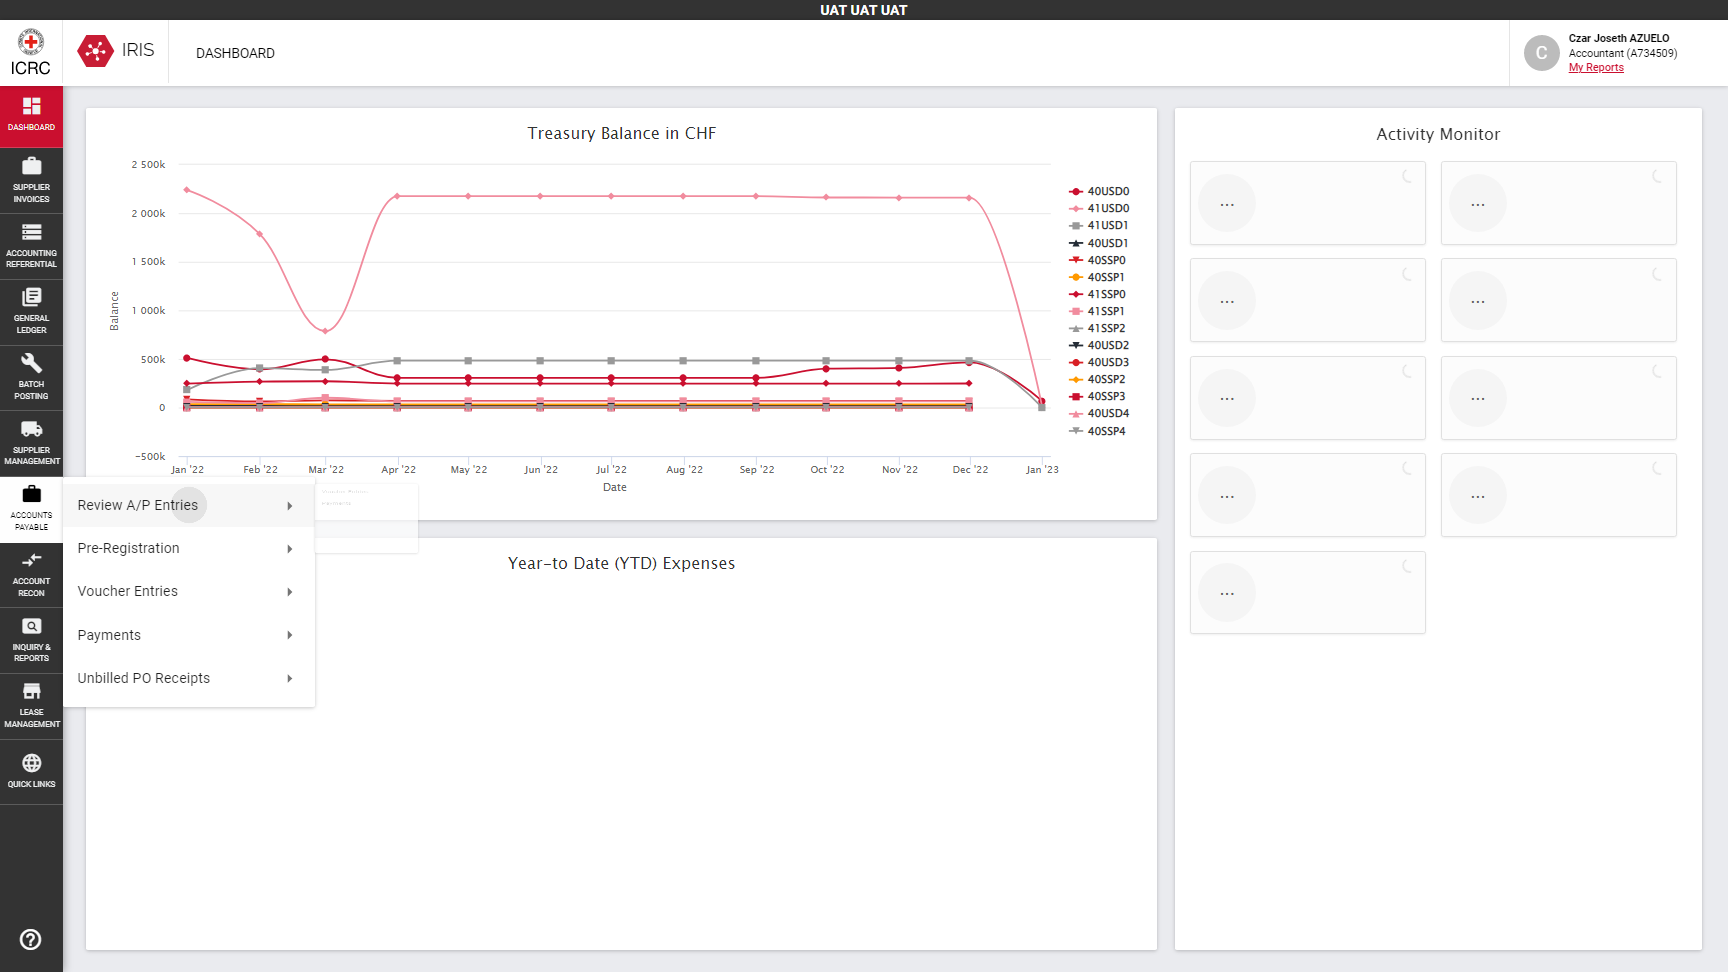 UAT UAT UAT
ICRC
IRIS
DASHBOARD
Czar Joseth AZUELO
Accountant (A734509)
My Reports
C
DASHBOARD
SUPPLIER
INVOICES
ACCOUNTING
REFERENTIAL
GENERAL
LEDGER
BATCH
POSTING
SUPPLIER
MANAGEMENT
ACCOUNTS
PAYABLE
ACCOUNT
RECON
INQUIRY &
REPORTS
LEASE
MANAGEMENT
QUICK LINKS
Review A/P Entries
Pre-Registration
Voucher Entries
Payments
Unbilled PO Receipts
Treasury Balance in CHF
Balance
2 500k
2 000k
1 500k
1 000k
500k
0
-500k
Jan '22
Feb '22
Mar '22
Apr '22
May '22
Jun '22
Jul '22
Aug '22
Sep '22
Oct '22
Nov '22
Dec '22
Jan '23
Date
40USD0
41USD0
41USD1
40USD1
40SSP0
40SSP1
41SSP0
41SSP1
41SSP2
40USD2
40USD3
40SSP2
40SSP3
40USD4
40SSP4
Year-to Date (YTD) Expenses
Activity Monitor
...
...
...
...
...
...
...
...
...